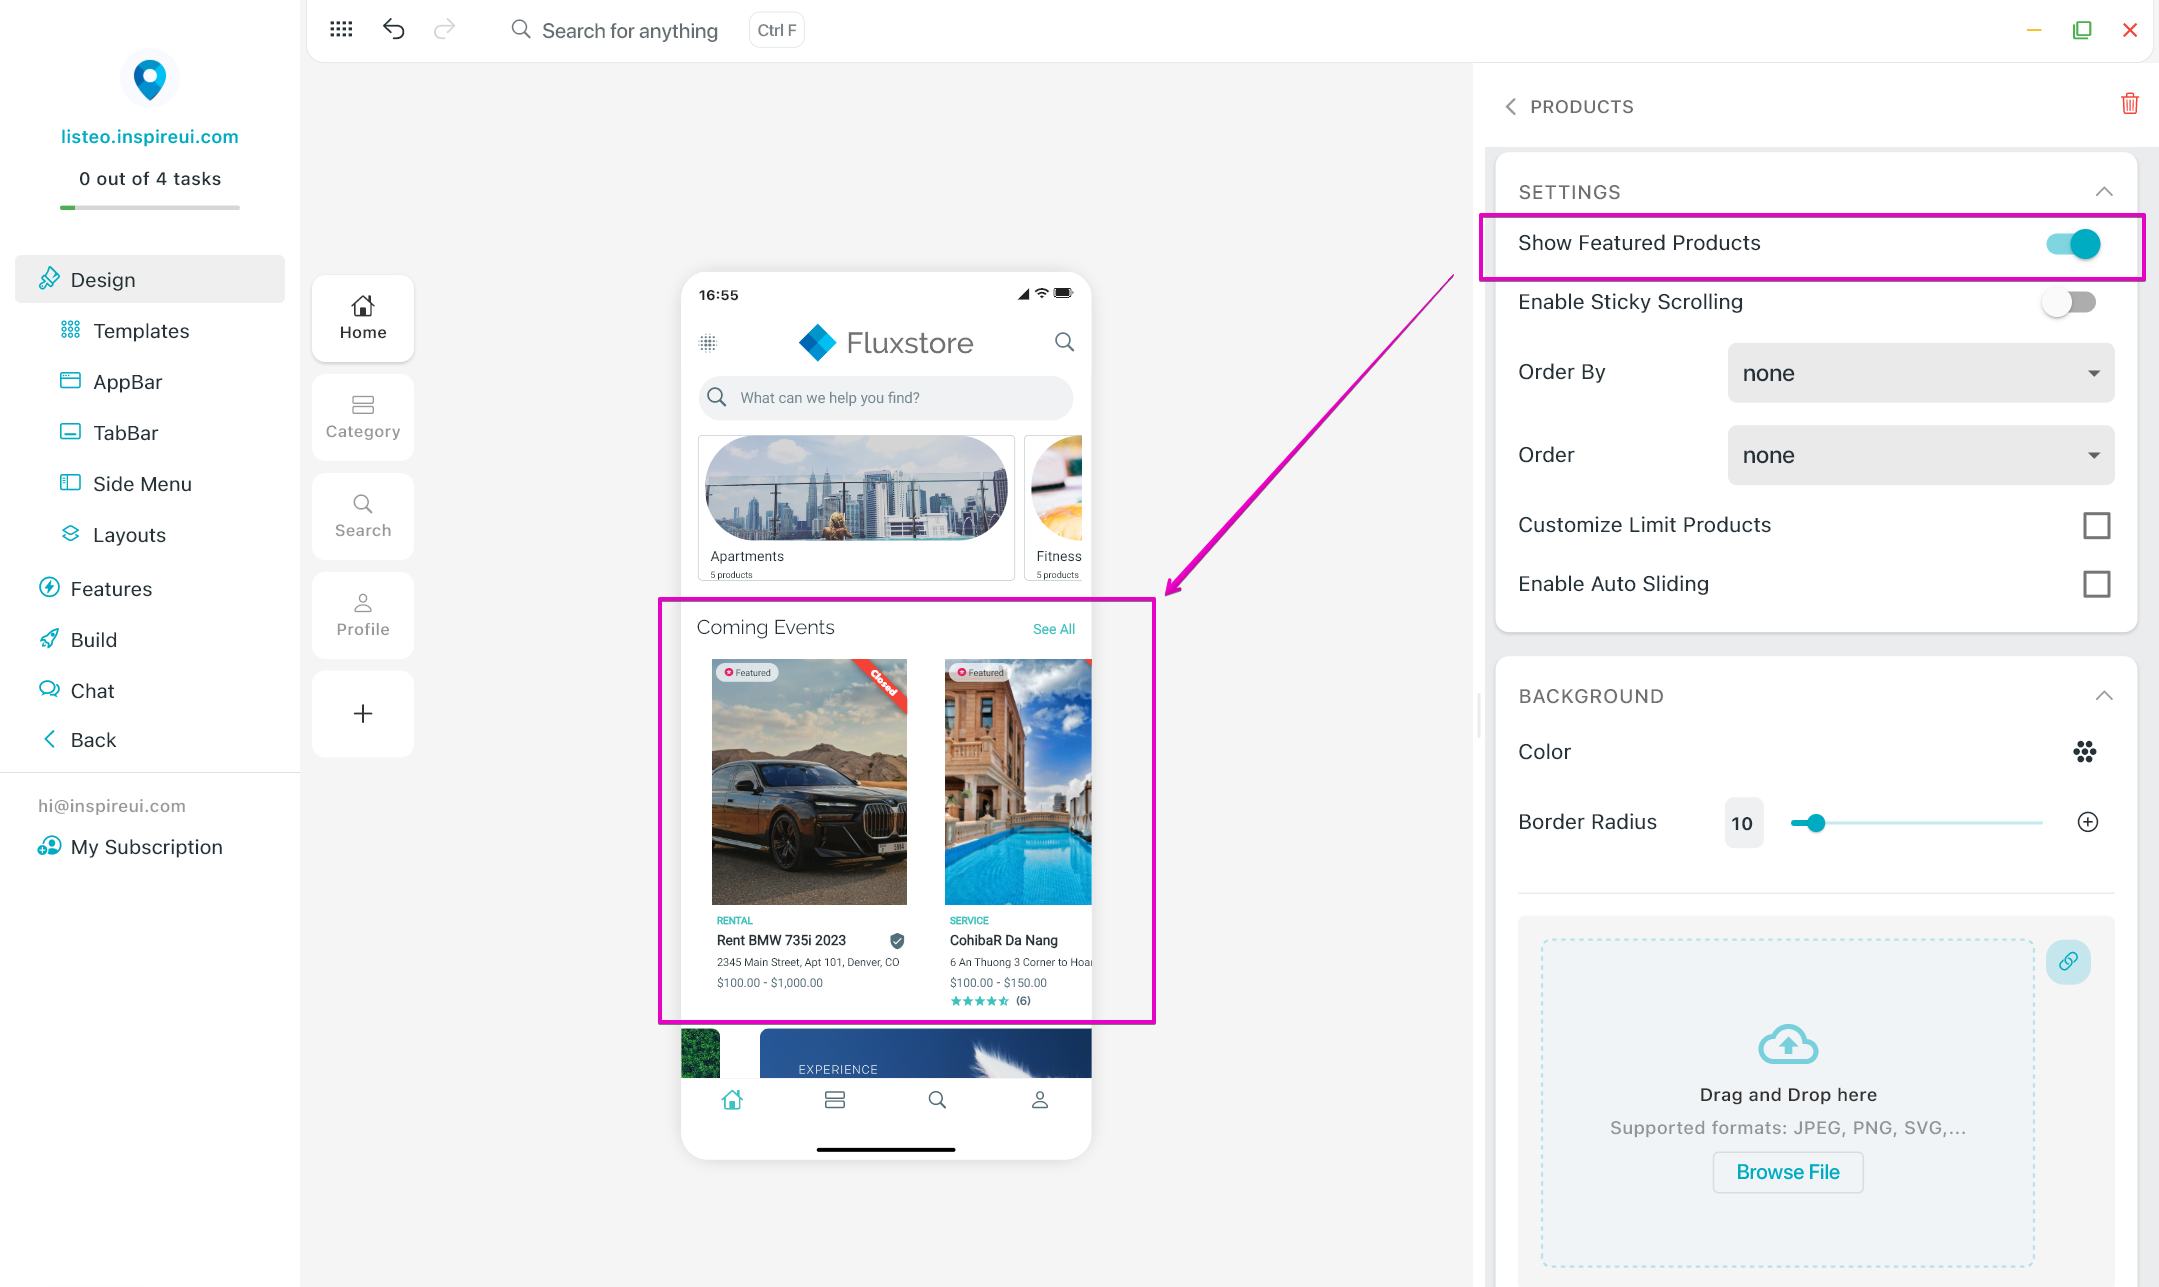 Search for anything
Ctrl F
listeo.inspireui.com
0 out of 4 tasks
Design
Templates
AppBar
TabBar
Side Menu
Layouts
Features
Build
Chat
Back
hi@inspireui.com
My Subscription
Home
Category
Search
Profile
16:55
Fluxstore
What can we help you find?
Apartments
5 products
Fitness
5 products
Coming Events
See All
Featured
Closed
Featured
RENTAL
Rent BMW 735i 2023
2345 Main Street, Apt 101, Denver, CO
$100.00 - $1,000.00
SERVICE
CohibaR Da Nang
6 An Thuong 3 Corner to Hoa
$100.00 - $150.00
(6)
EXPERIENCE
PRODUCTS
SETTINGS
Show Featured Products
Enable Sticky Scrolling
Order By
none
Order
none
Customize Limit Products
Enable Auto Sliding
BACKGROUND
Color
Border Radius
10
Drag and Drop here
Supported formats: JPEG, PNG, SVG,...
Browse File